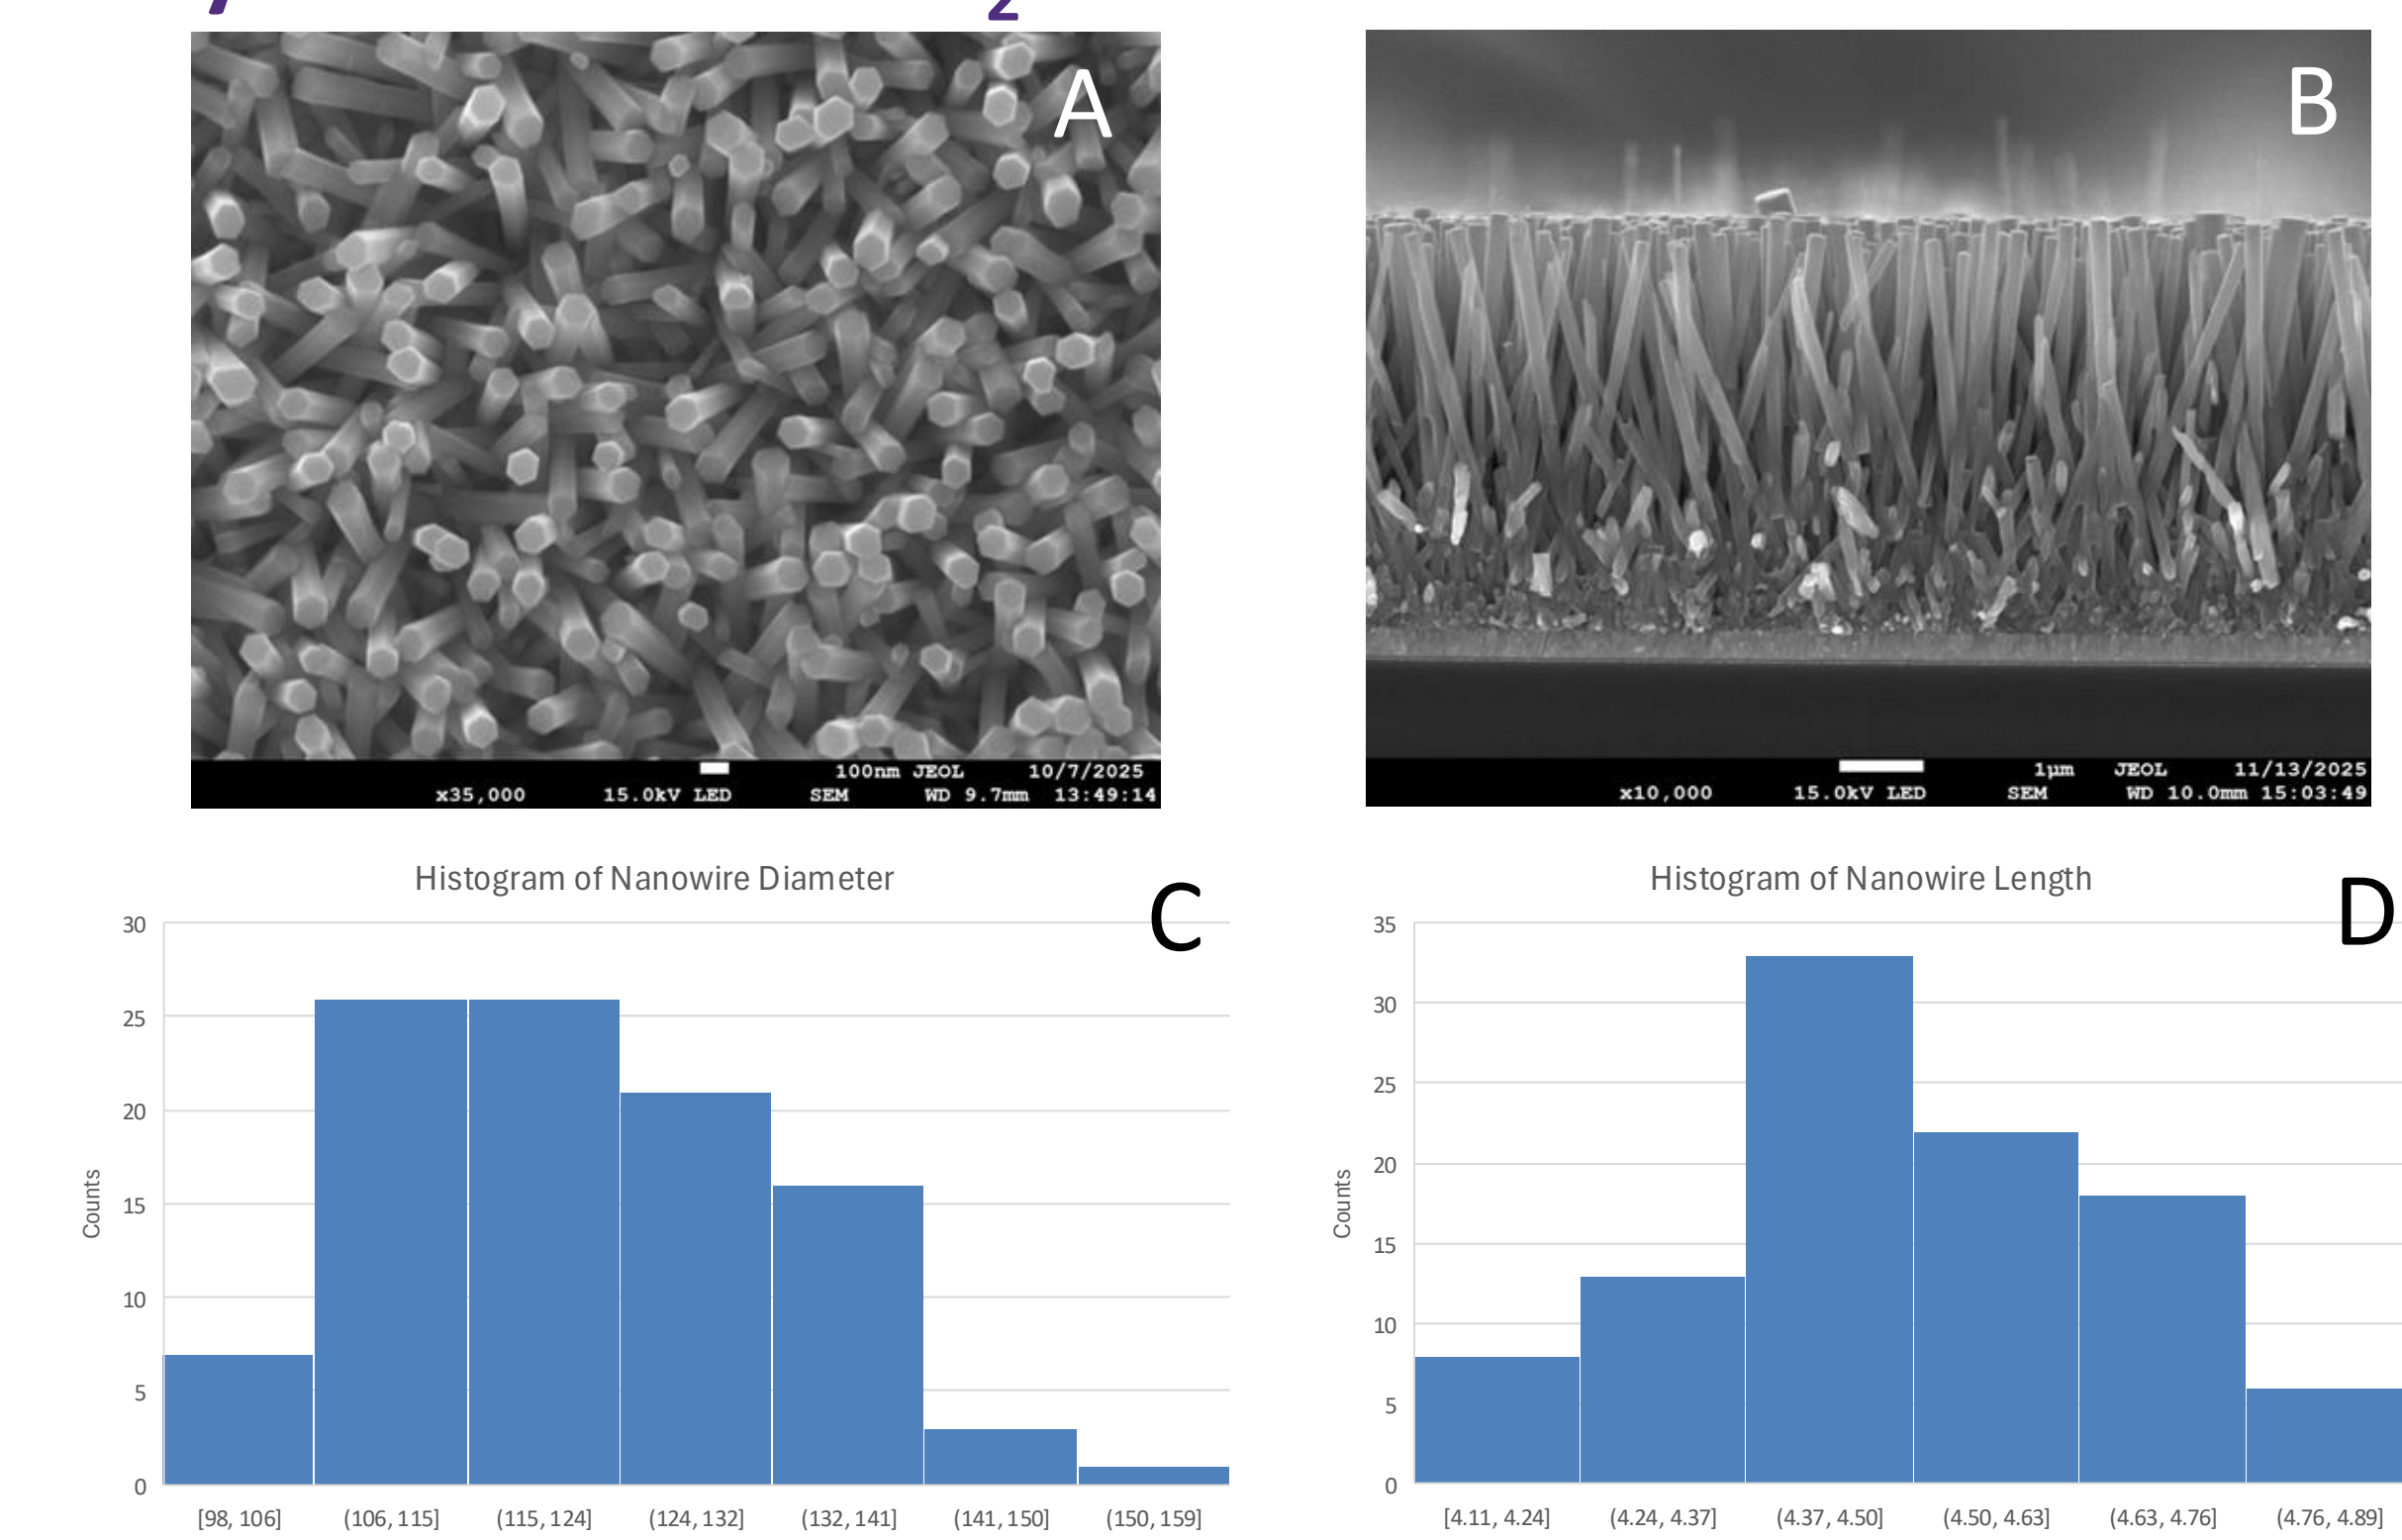 2
A
100nm JEOL 10/7/2025
x35,000 15.0kV LED SEM WD 9.7mm 13:49:14
B
1µm JEOL 11/13/2025
x10,000 15.0kV LED SEM WD 10.0mm 15:03:49
Histogram of Nanowire Diameter
C
30
25
20
15
10
5
0
Counts
[98, 106] (106, 115] (115, 124] (124, 132] (132, 141] (141, 150] (150, 159]
Histogram of Nanowire Length
D
35
30
25
20
15
10
5
0
Counts
[4.11, 4.24] (4.24, 4.37] (4.37, 4.50] (4.50, 4.63] (4.63, 4.76] (4.76, 4.89]